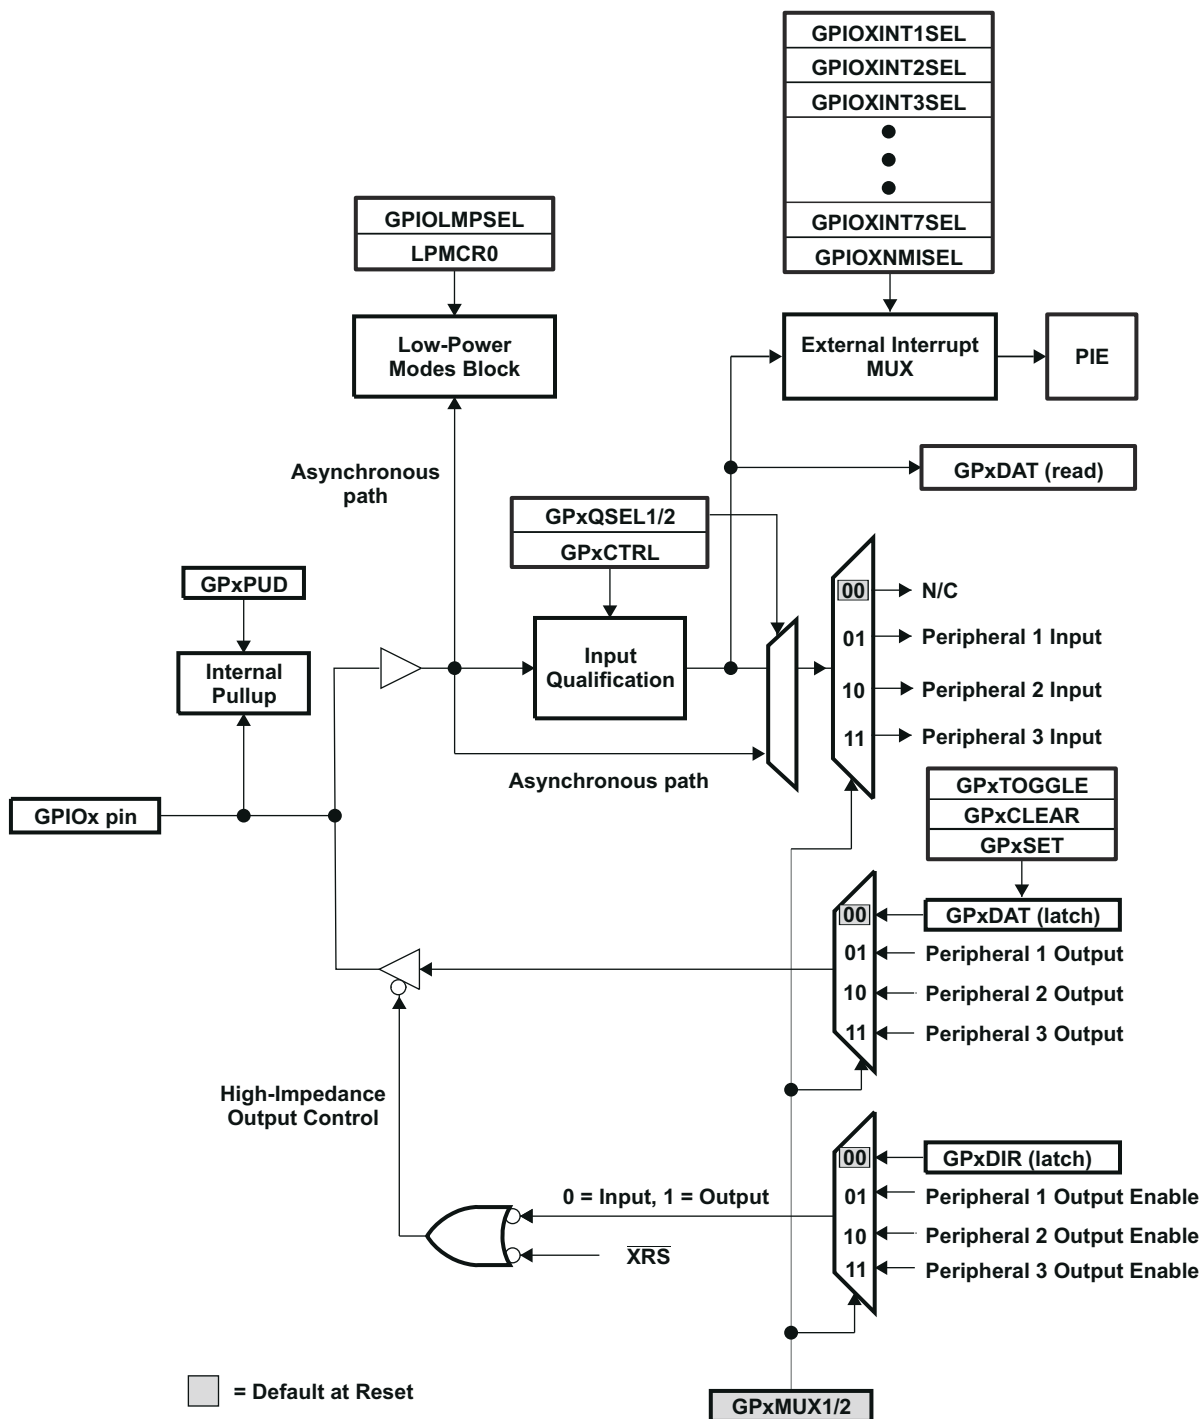 GPIOXINT1SEL
GPIOXINT2SEL
GPIOXINT3SEL
GPIOXINT7SEL
GPIOXNMISEL
GPIOLMPSEL
LPMCR0
Low-Power
Modes Block
External Interrupt
MUX
PIE
Asynchronous
path
GPxDAT (read)
GPxQSEL1/2
GPxCTRL
GPxPUD
Internal
Pullup
Input
Qualification
00
N/C
01
Peripheral 1 Input
10
Peripheral 2 Input
11
Peripheral 3 Input
Asynchronous path
GPIOx pin
GPxTOGGLE
GPxCLEAR
GPxSET
00
GPxDAT (latch)
01
Peripheral 1 Output
10
Peripheral 2 Output
11
Peripheral 3 Output
High-Impedance
Output Control
00
GPxDIR (latch)
0 = Input, 1 = Output
01
Peripheral 1 Output Enable
10
Peripheral 2 Output Enable
XRS
11
Peripheral 3 Output Enable
= Default at Reset
GPxMUX1/2